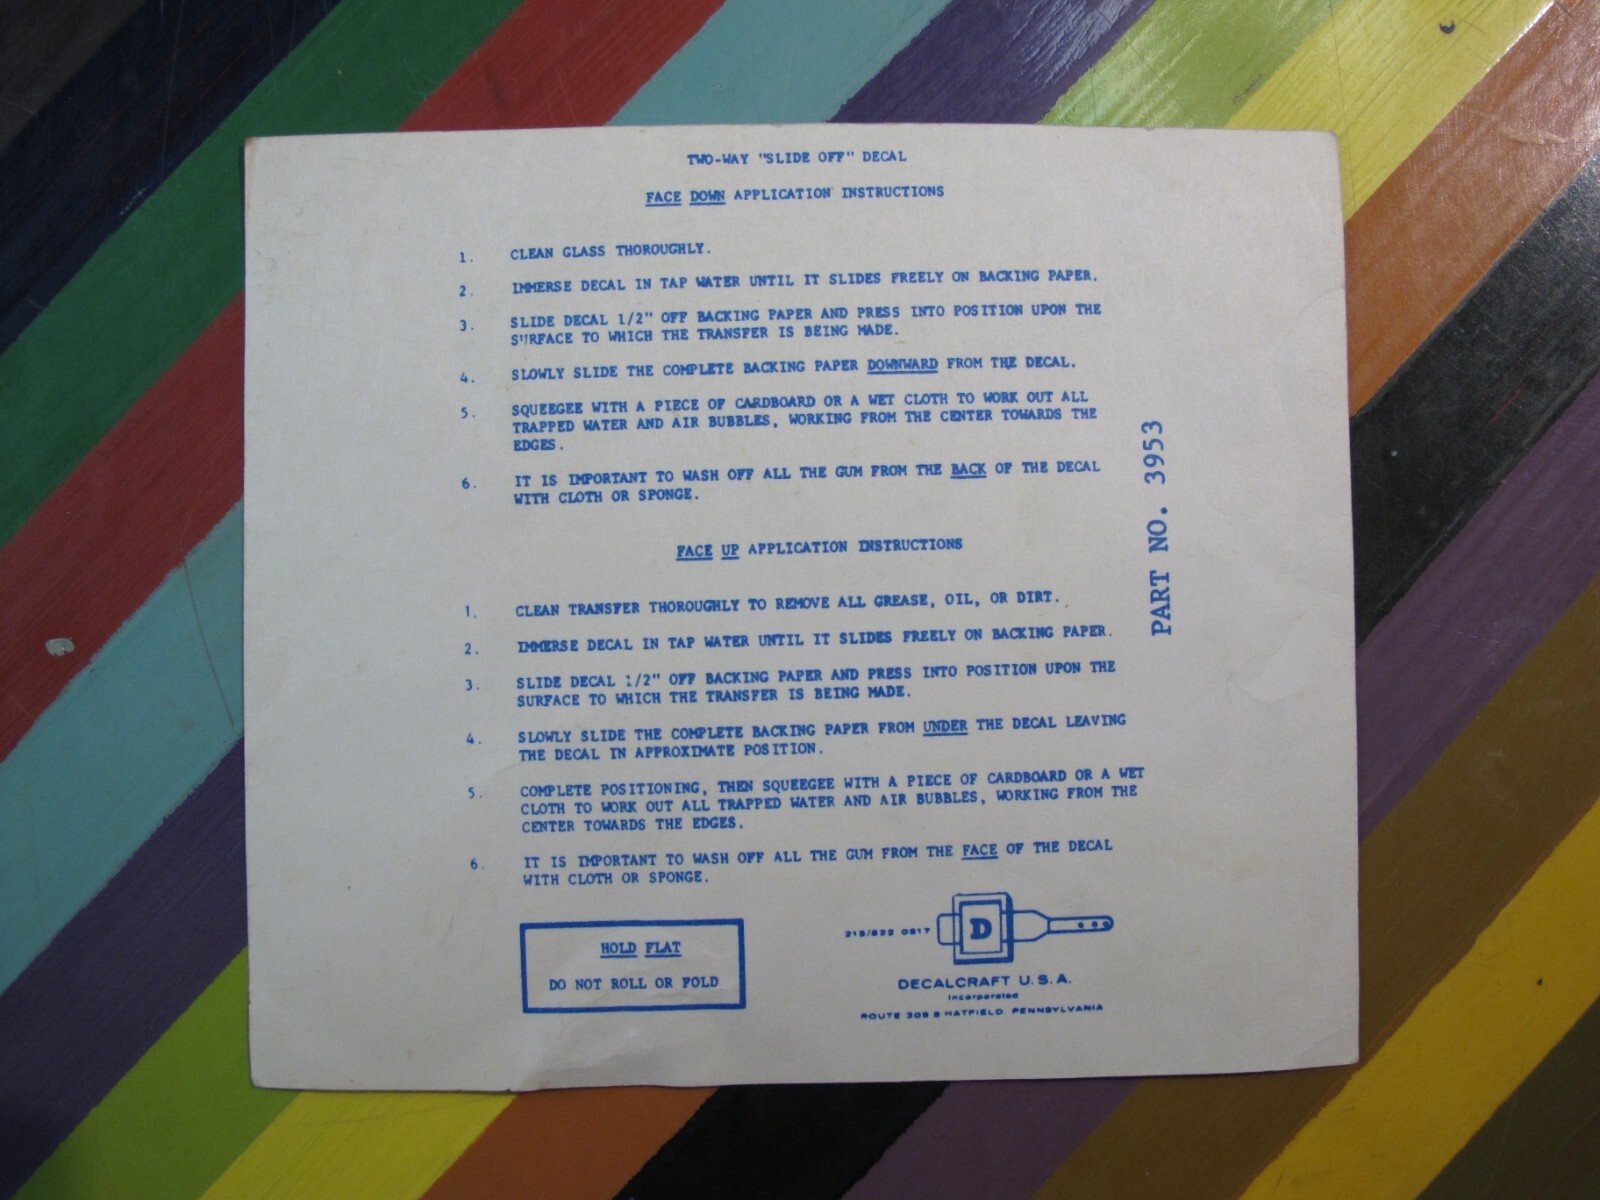 TWO-WAY "SLIDE OFF" DECAL
FACE DOWN APPLICATION INSTRUCTIONS
1. CLEAN GLASS THOROUGHLY.
2. IMMERSE DECAL IN TAP WATER UNTIL IT SLIDES FREELY ON BACKING PAPER.
3. SLIDE DECAL 1/2" OFF BACKING PAPER AND PRESS INTO POSITION UPON THE
SURFACE TO WHICH THE TRANSFER IS BEING MADE.
4. SLOWLY SLIDE THE COMPLETE BACKING PAPER DOWNWARD FROM THE DECAL.
5. SQUEEGEE WITH A PIECE OF CARDBOARD OR A WET CLOTH TO WORK OUT ALL
TRAPPED WATER AND AIR BUBBLES, WORKING FROM THE CENTER TOWARDS THE
EDGES.
6. IT IS IMPORTANT TO WASH OFF ALL THE GUM FROM THE BACK OF THE DECAL
WITH CLOTH OR SPONGE.
PART NO. 3953
FACE UP APPLICATION INSTRUCTIONS
1. CLEAN TRANSFER THOROUGHLY TO REMOVE ALL GREASE, OIL, OR DIRT.
2. IMMERSE DECAL IN TAP WATER UNTIL IT SLIDES FREELY ON BACKING PAPER.
3. SLIDE DECAL 1/2" OFF BACKING PAPER AND PRESS INTO POSITION UPON THE
SURFACE TO WHICH THE TRANSFER IS BEING MADE.
4. SLOWLY SLIDE THE COMPLETE BACKING PAPER FROM UNDER THE DECAL LEAVING
THE DECAL IN APPROXIMATE POSITION.
5. COMPLETE POSITIONING, THEN SQUEEGEE WITH A PIECE OF CARDBOARD OR A WET
CLOTH TO WORK OUT ALL TRAPPED WATER AND AIR BUBBLES, WORKING FROM THE
CENTER TOWARDS THE EDGES.
6. IT IS IMPORTANT TO WASH OFF ALL THE GUM FROM THE FACE OF THE DECAL
WITH CLOTH OR SPONGE.
HOLD FLAT
DO NOT ROLL OR FOLD
D
DECALCRAFT U.S.A.
Incorporated
ROUTE 309 HATFIELD, PENNSYLVANIA